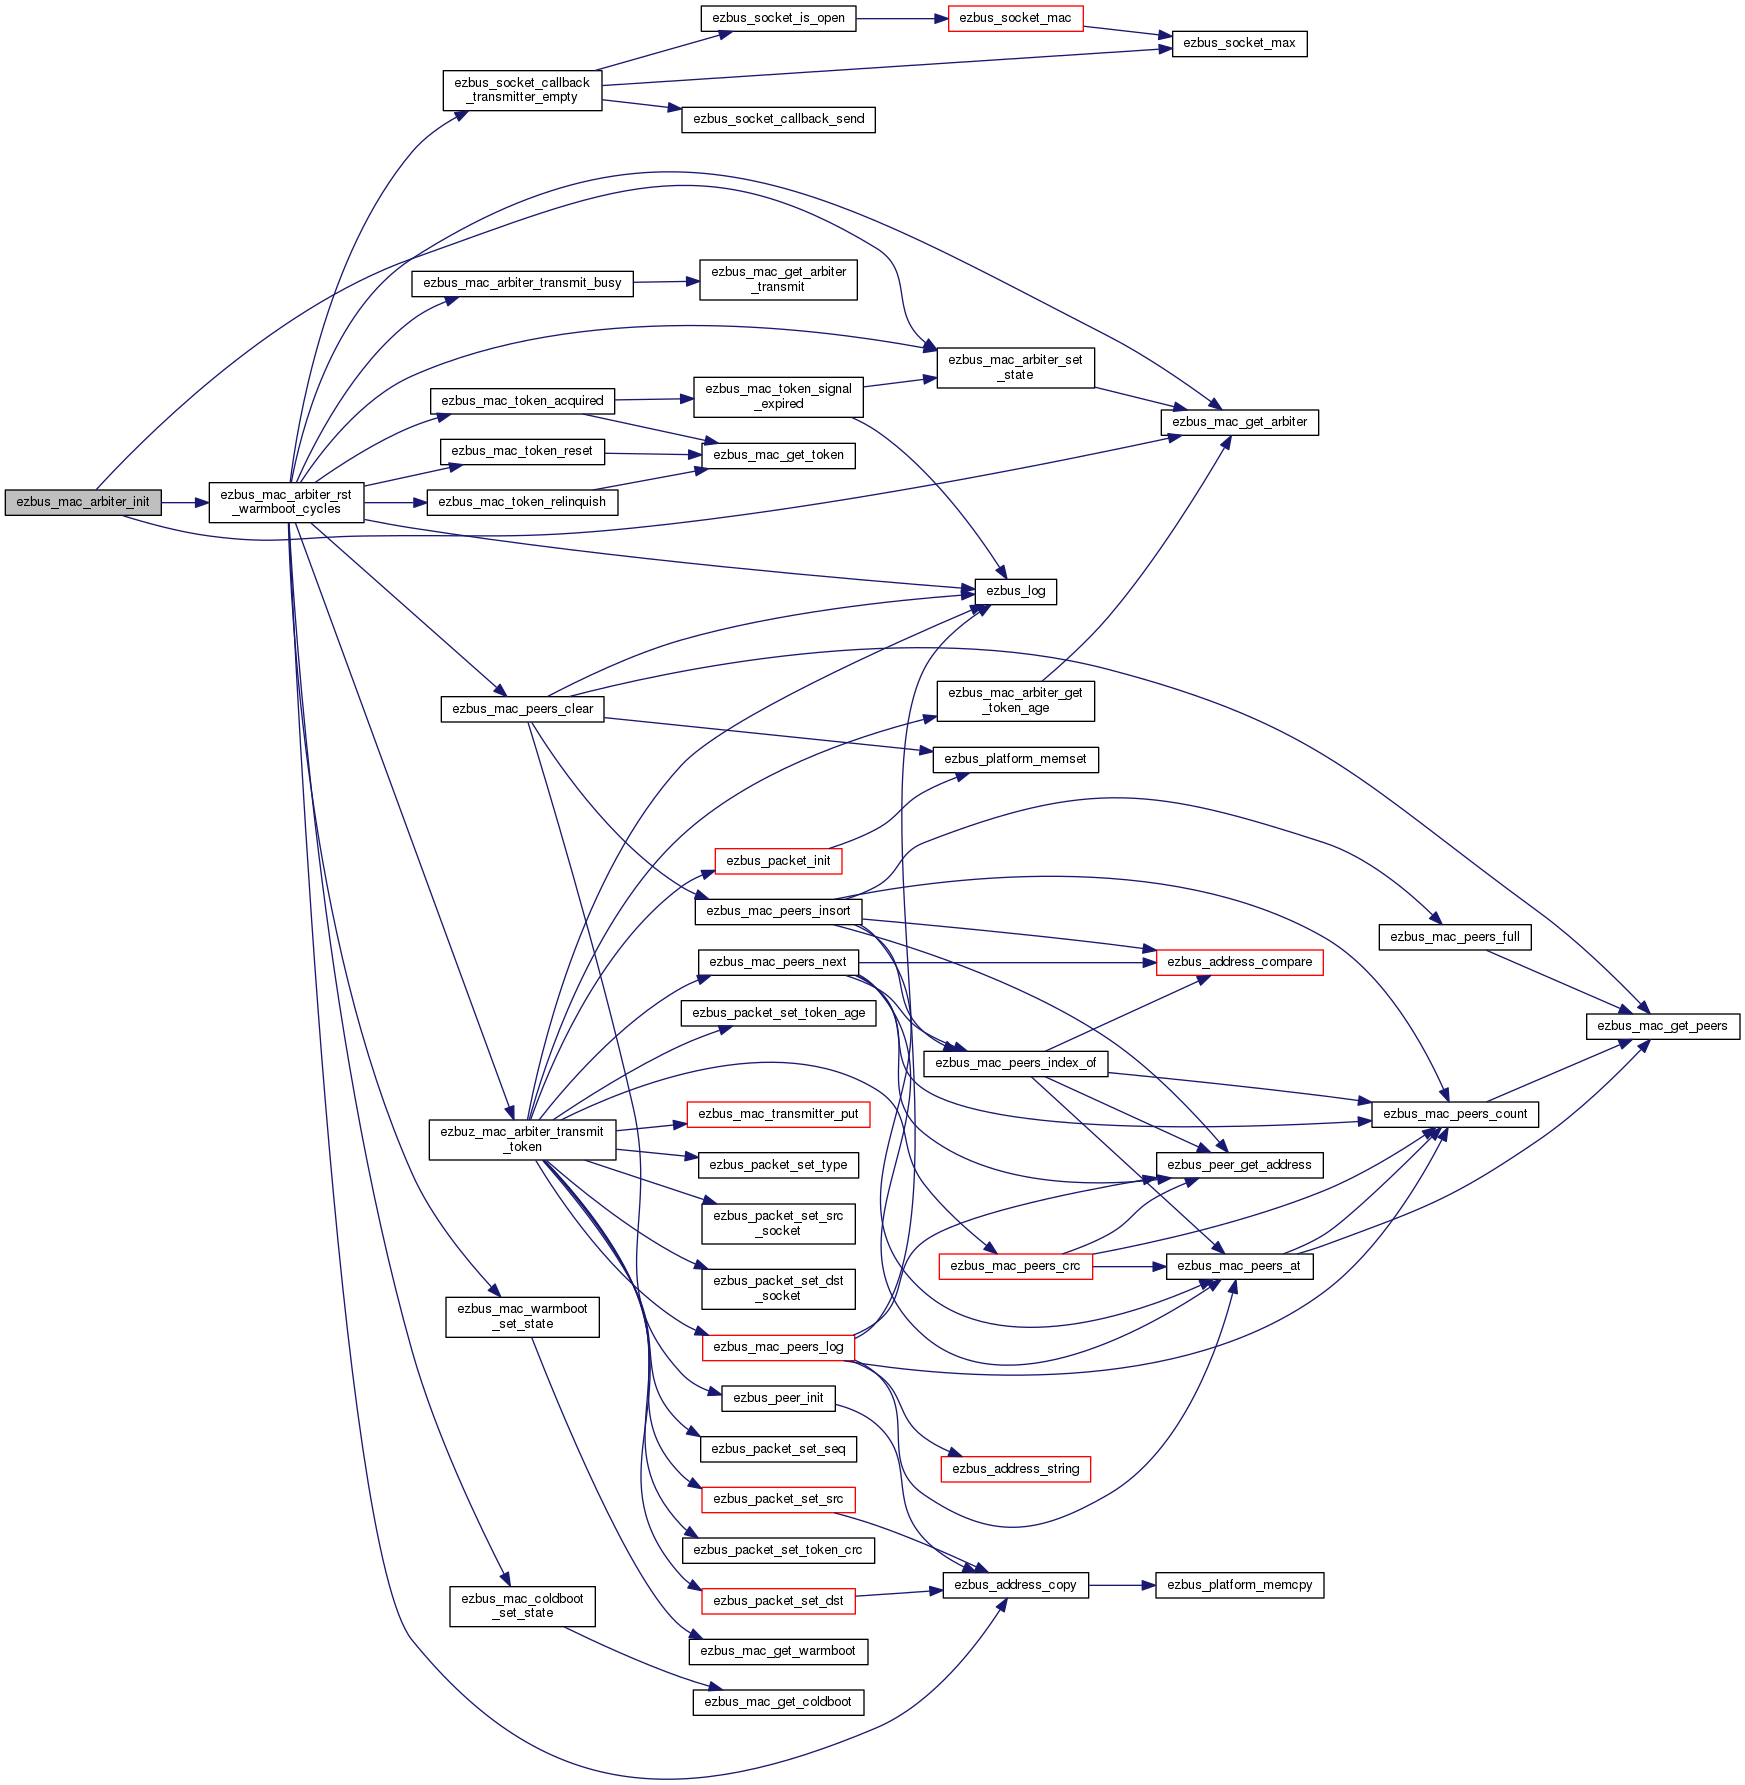 ezbus_socket_is_open
ezbus_socket_mac
ezbus_socket_max
ezbus_socket_callback
_transmitter_empty
ezbus_socket_callback_send
ezbus_mac_arbiter_transmit_busy
ezbus_mac_get_arbiter
_transmit
ezbus_mac_arbiter_set
_state
ezbus_mac_token_acquired
ezbus_mac_token_signal
_expired
ezbus_mac_get_arbiter
ezbus_mac_token_reset
ezbus_mac_get_token
ezbus_mac_arbiter_init
ezbus_mac_arbiter_rst
_warmboot_cycles
ezbus_mac_token_relinquish
ezbus_log
ezbus_mac_peers_clear
ezbus_mac_arbiter_get
_token_age
ezbus_platform_memset
ezbus_packet_init
ezbus_mac_peers_insort
ezbus_mac_peers_full
ezbus_mac_peers_next
ezbus_address_compare
ezbus_packet_set_token_age
ezbus_mac_get_peers
ezbus_mac_peers_index_of
ezbus_mac_transmitter_put
ezbus_mac_peers_count
ezbuz_mac_arbiter_transmit
_token
ezbus_packet_set_type
ezbus_peer_get_address
ezbus_packet_set_src
_socket
ezbus_mac_peers_crc
ezbus_mac_peers_at
ezbus_packet_set_dst
_socket
ezbus_mac_warmboot
_set_state
ezbus_mac_peers_log
ezbus_peer_init
ezbus_packet_set_seq
ezbus_address_string
ezbus_packet_set_src
ezbus_packet_set_token_crc
ezbus_address_copy
ezbus_platform_memcpy
ezbus_mac_coldboot
_set_state
ezbus_packet_set_dst
ezbus_mac_get_warmboot
ezbus_mac_get_coldboot